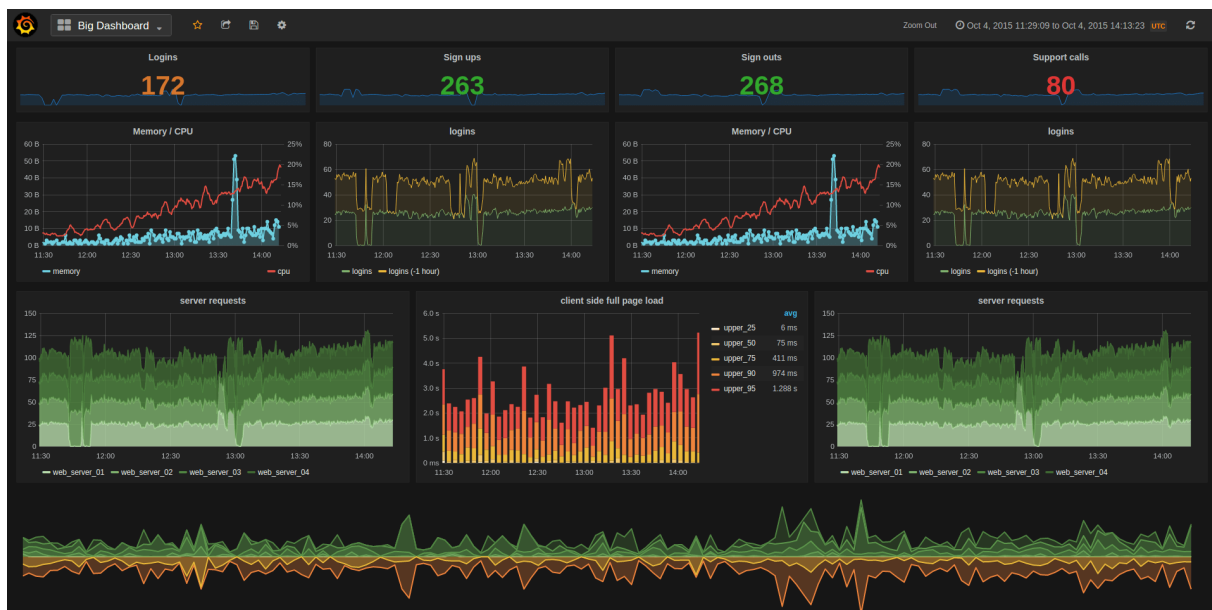 Big Dashboard
Zoom Out Oct 4, 2015 11:29:09 to Oct 4, 2015 14:13:23 UTC
Logins
172
Sign ups
263
Sign outs
268
Support calls
80
Memory / CPU
60 B 25%
50 B 20%
40 B 15%
30 B 10%
20 B 5%
10 B 0%
0 B
11:30 12:00 12:30 13:00 13:30 14:00
memory cpu
logins
80
60
40
20
0
11:30 12:00 12:30 13:00 13:30 14:00
logins logins (-1 hour)
Memory / CPU
60 B 25%
50 B 20%
40 B 15%
30 B 10%
20 B 5%
10 B 0%
0 B
11:30 12:00 12:30 13:00 13:30 14:00
memory cpu
logins
80
60
40
20
0
11:30 12:00 12:30 13:00 13:30 14:00
logins logins (-1 hour)
server requests
150
125
100
75
50
25
0
11:30 12:00 12:30 13:00 13:30 14:00
web_server_01 web_server_02 web_server_03 web_server_04
client side full page load
6.0 s
5.0 s
4.0 s
3.0 s
2.0 s
1.0 s
0 ms
11:30 12:00 12:30 13:00 13:30 14:00
avg
upper_25 6 ms
upper_50 75 ms
upper_75 411 ms
upper_90 974 ms
upper_95 1.288 s
server requests
150
125
100
75
50
25
0
11:30 12:00 12:30 13:00 13:30 14:00
web_server_01 web_server_02 web_server_03 web_server_04